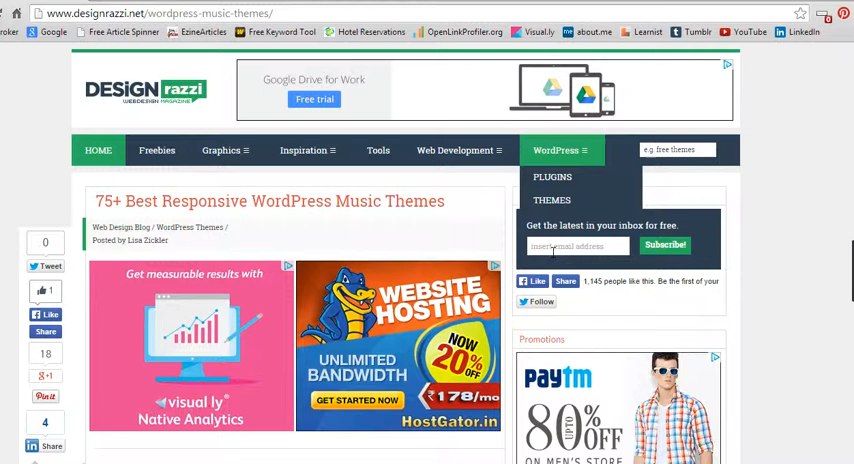 www.designrazzi.net/wordpress-music-themes/
roker
Google
Free Article Spinner
EzineArticles
Free Keyword Tool
Hotel Reservations
OpenLinkProfiler.org
Visual.ly
about.me
Learnist
Tumblr
YouTube
LinkedIn
DESiGN razzi
WEBDESIGN MAGAZINE
Google Drive for Work
Free trial
HOME
Freebies
Graphics ≡
Inspiration ≡
Tools
Web Development ≡
WordPress ≡
e.g. free themes
PLUGINS
THEMES
75+ Best Responsive WordPress Music Themes
Web Design Blog / WordPress Themes /
Posted by Lisa Zickler
Get the latest in your inbox for free.
insert email address
Subscribe!
Like
Share
1,145 people like this. Be the first of your
Follow
0
Tweet
1
Like
Share
18
g+1
Pin it
4
Share
Get measurable results with
visual.ly
Native Analytics
WEBSITE
HOSTING
NOW
20%
OFF
UNLIMITED
BANDWIDTH
GET STARTED NOW
₹178/mo
HostGator.in
Promotions
paytm
UPTO
80%
OFF
ON MEN'S STORE